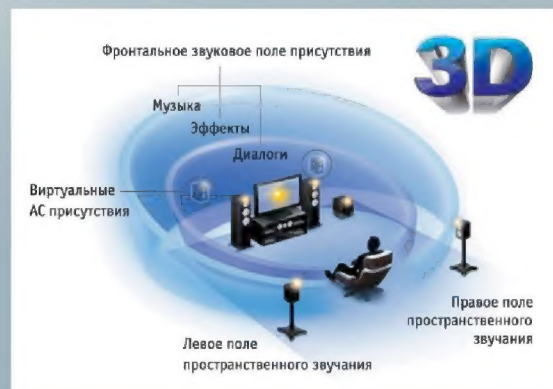 Фронтальное звуковое поле присутствия
3D
Музыка
Эффекты
Диалоги
Виртуальные
АС присутствия
Правое поле
пространственного
звучания
Левое поле
пространственного звучания